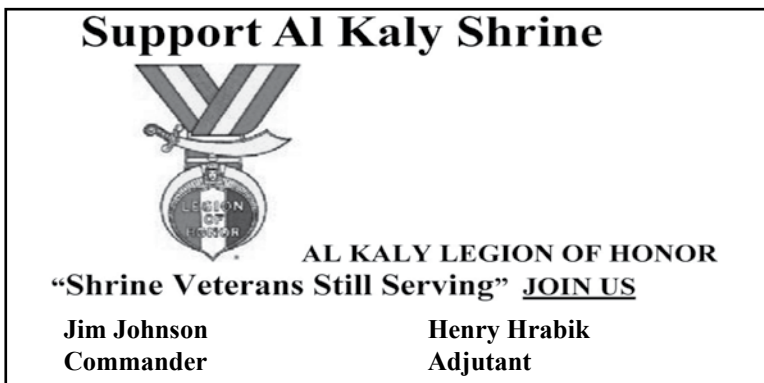 Support Al Kaly Shrine
LEGION
OF
HONOR
AL KALY LEGION OF HONOR
“Shrine Veterans Still Serving” JOIN US
Jim Johnson Henry Hrabik
Commander Adjutant